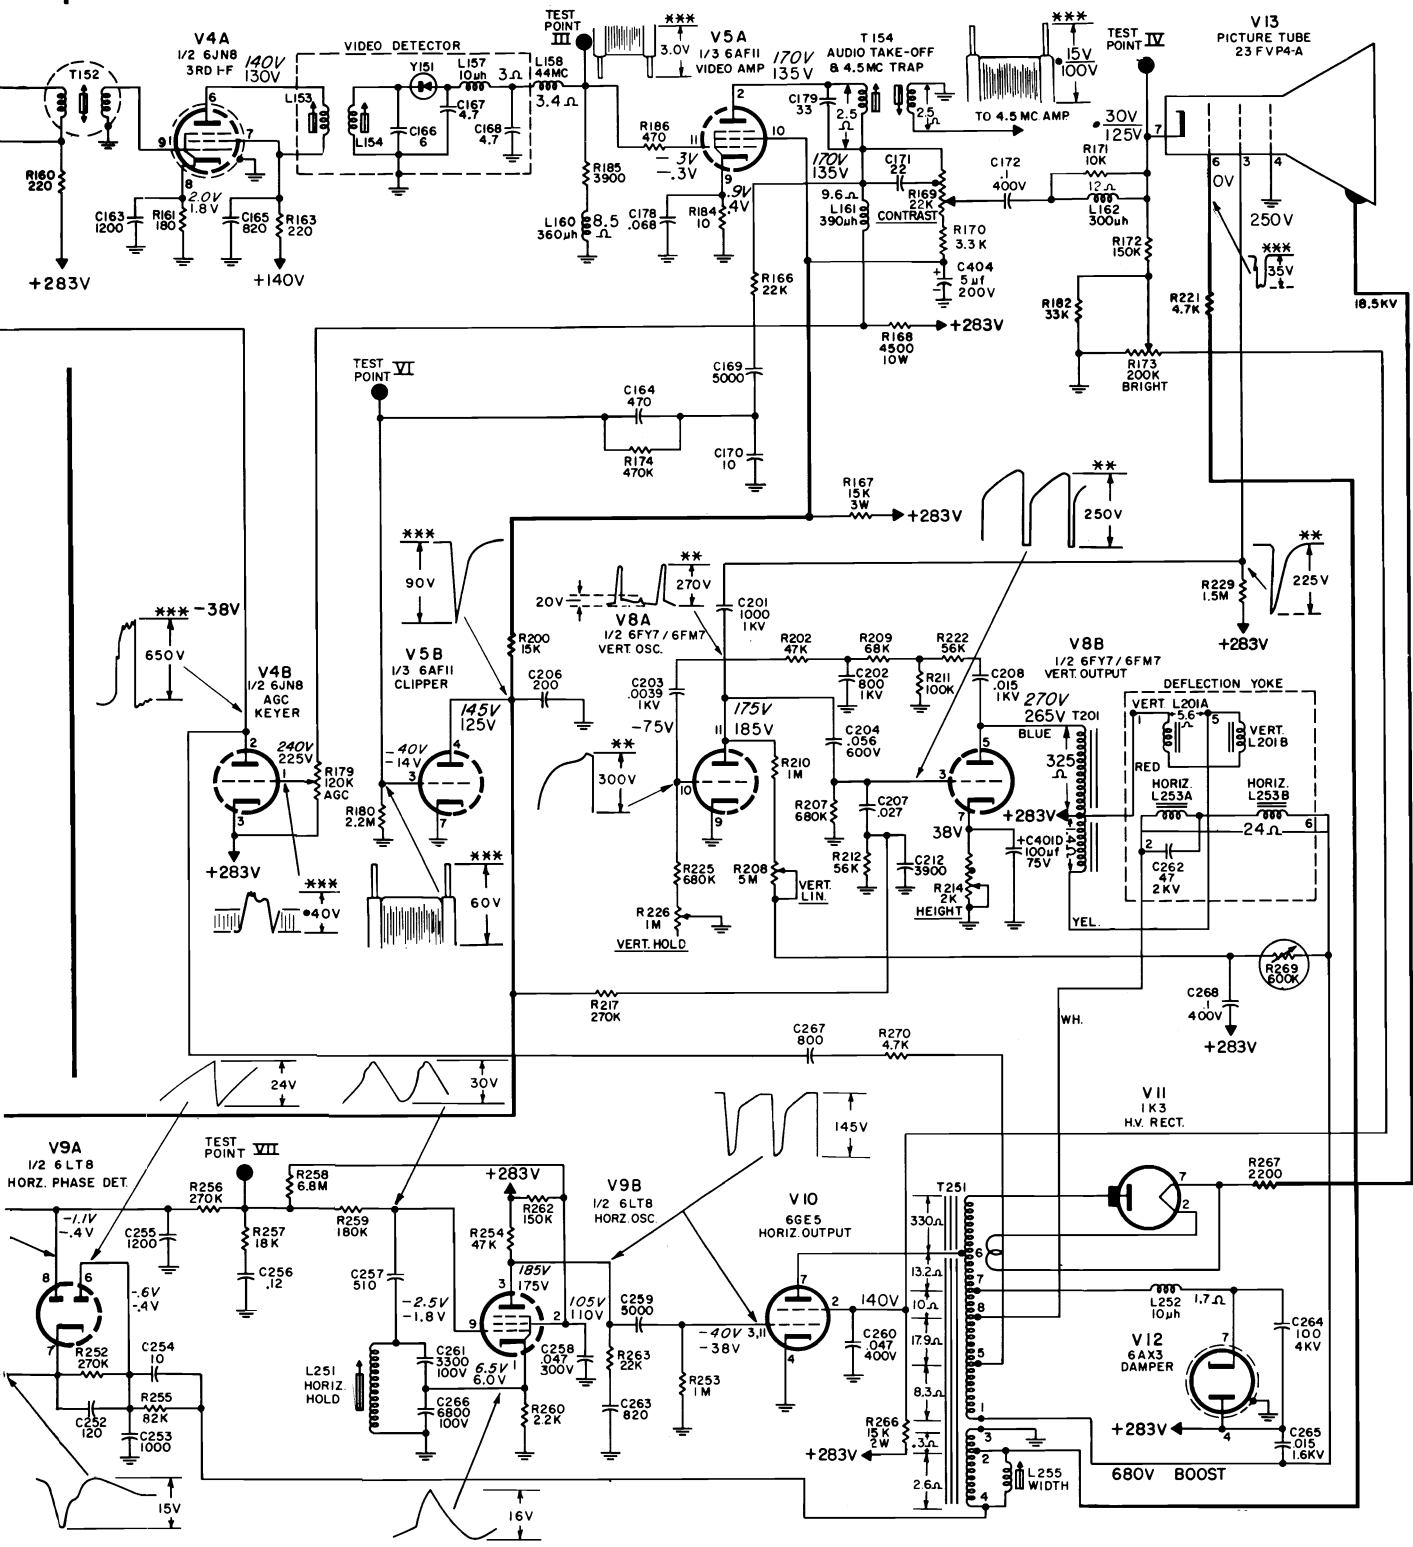 TEST
POINT III
***
3.0V
V4A
1/2 6JN8
3RD I-F
140V
130V
VIDEO DETECTOR
Y151
L157
10µh
3Ω
L158
44MC
3.4Ω
V5A
1/3 6AF11
VIDEO AMP
170V
135V
T154
AUDIO TAKE-OFF
& 4.5MC TRAP
***
15V
100V
TO 4.5 MC AMP
TEST
POINT IV
V13
PICTURE TUBE
23FVP4-A
T152
L153
L154
C166
6
C167
4.7
C168
4.7
R186
470
-.3V
-.3V
C179
33
2.5
Ω
2.5
Ω
30V
125V
R160
220
+283V
C163
1200
R161
180
2.0V
1.8V
C165
820
R163
220
+140V
R185
3900
L160
360µh
8.5
Ω
C178
.068
R184
10
.9V
.4V
170V
135V
C171
22
9.6Ω
L161
390µh
R169
22K
CONTRAST
R170
3.3K
C404
5µf
200V
C172
.1
400V
R171
10K
12Ω
L162
300µh
R172
150K
0V
250V
***
35V
R166
22K
R168
4500
10W
+283V
R182
33K
R173
200K
BRIGHT
R221
4.7K
18.5KV
TEST
POINT VI
C164
470
R174
470K
C169
5000
C170
10
R167
15K
3W
+283V
**
250V
***
90V
**
270V
20V
V8A
1/2 6FY7/6FM7
VERT OSC.
C201
1000
1KV
R229
1.5M
+283V
**
225V
*** -38V
650V
V4B
1/2 6JN8
AGC
KEYER
V5B
1/3 6AF11
CLIPPER
R200
15K
C206
200
C203
.0039
1KV
R202
47K
R209
68K
R222
56K
C202
800
1KV
R211
100K
C208
.015
1KV
V8B
1/2 6FY7/6FM7
VERT. OUTPUT
240V
225V
R179
120K
AGC
+283V
***
40V
-40V
-14V
145V
125V
R180
2.2M
***
60V
**
300V
-75V
175V
185V
C204
.056
600V
R210
1M
R207
680K
C207
.027
270V
265V
BLUE
T201
325
Ω
+283V
4Ω
YEL.
DEFLECTION YOKE
VERT. L201A
5.6
Ω
VERT.
L201B
RED
HORIZ.
L253A
HORIZ.
L253B
24Ω
C262
47
2KV
R225
680K
R226
1M
VERT. HOLD
R208
5M
VERT.
LIN.
R212
56K
C212
3900
38V
R214
2K
HEIGHT
C401D
100µf
75V
R217
270K
C268
.1
400V
+283V
R269
600K
WH.
C267
800
R270
4.7K
24V
30V
145V
V11
1K3
H.V. RECT.
V9A
1/2 6LT8
HORZ. PHASE DET.
TEST
POINT VII
R256
270K
R258
6.8M
R257
18K
R259
180K
C255
1200
C256
.12
C257
510
-1.1V
-.4V
-.6V
-.4V
+283V
R262
150K
R254
47K
V9B
1/2 6LT8
HORZ. OSC.
V10
6GE5
HORIZ. OUTPUT
T251
330Ω
13.2Ω
10Ω
17.9Ω
8.3Ω
.3Ω
2.6Ω
R267
2200
185V
175V
105V
110V
-2.5V
-1.8V
C259
5000
-40V
-38V
140V
L252
10µh
1.7Ω
C264
100
4KV
V12
6AX3
DAMPER
R252
270K
C254
10
R255
82K
C252
120
C253
1000
L251
HORIZ.
HOLD
C261
3300
100V
C266
6800
100V
6.5V
6.0V
C258
.047
300V
R260
2.2K
R263
22K
C263
820
R253
1M
C260
.047
400V
R266
15K
2W
+283V
+283V
C265
.015
1.6KV
680V BOOST
L255
WIDTH
15V
16V